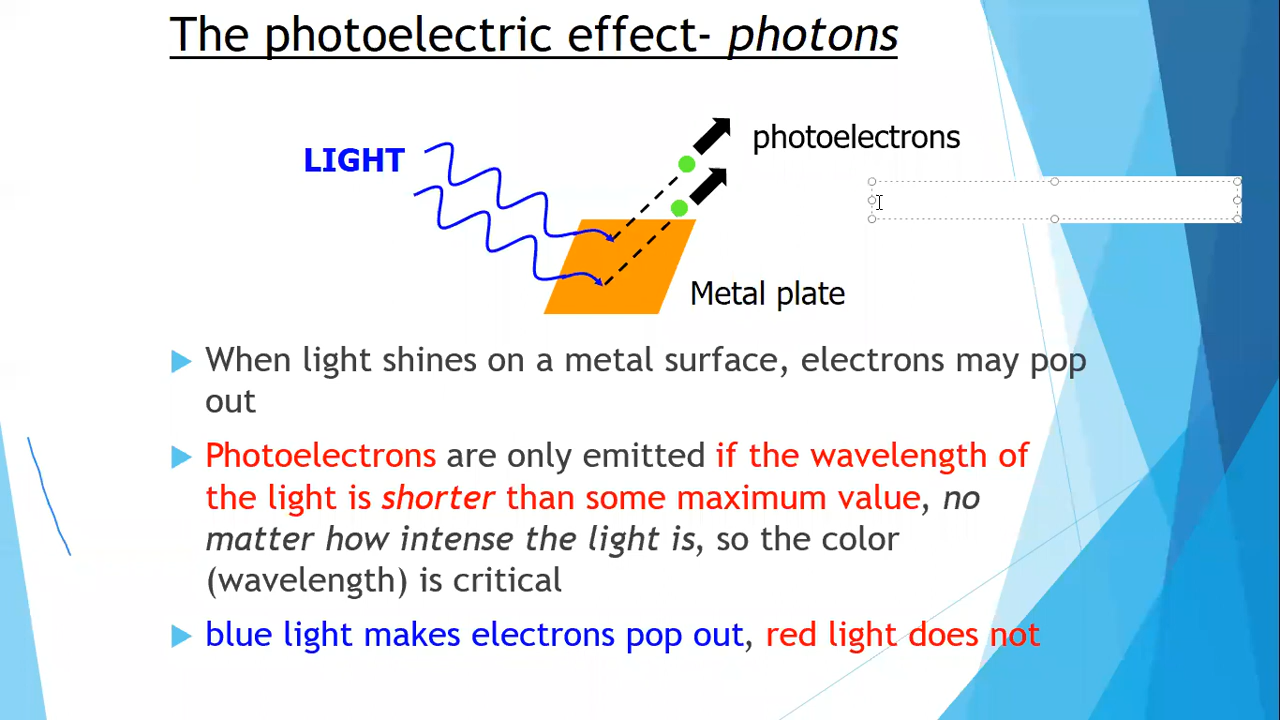 The photoelectric effect- photons
LIGHT
photoelectrons
Metal plate
When light shines on a metal surface, electrons may pop
out
Photoelectrons are only emitted if the wavelength of
the light is shorter than some maximum value, no
matter how intense the light is, so the color
(wavelength) is critical
blue light makes electrons pop out, red light does not